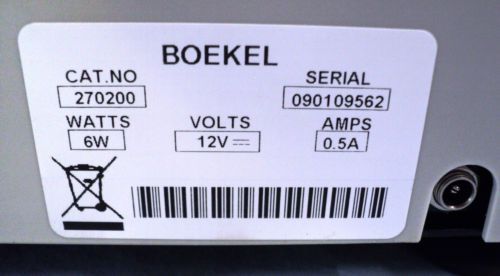 BOEKEL
CAT.NO SERIAL
270200 090109562
WATTS VOLTS AMPS
6W 12V⎓ 0.5A